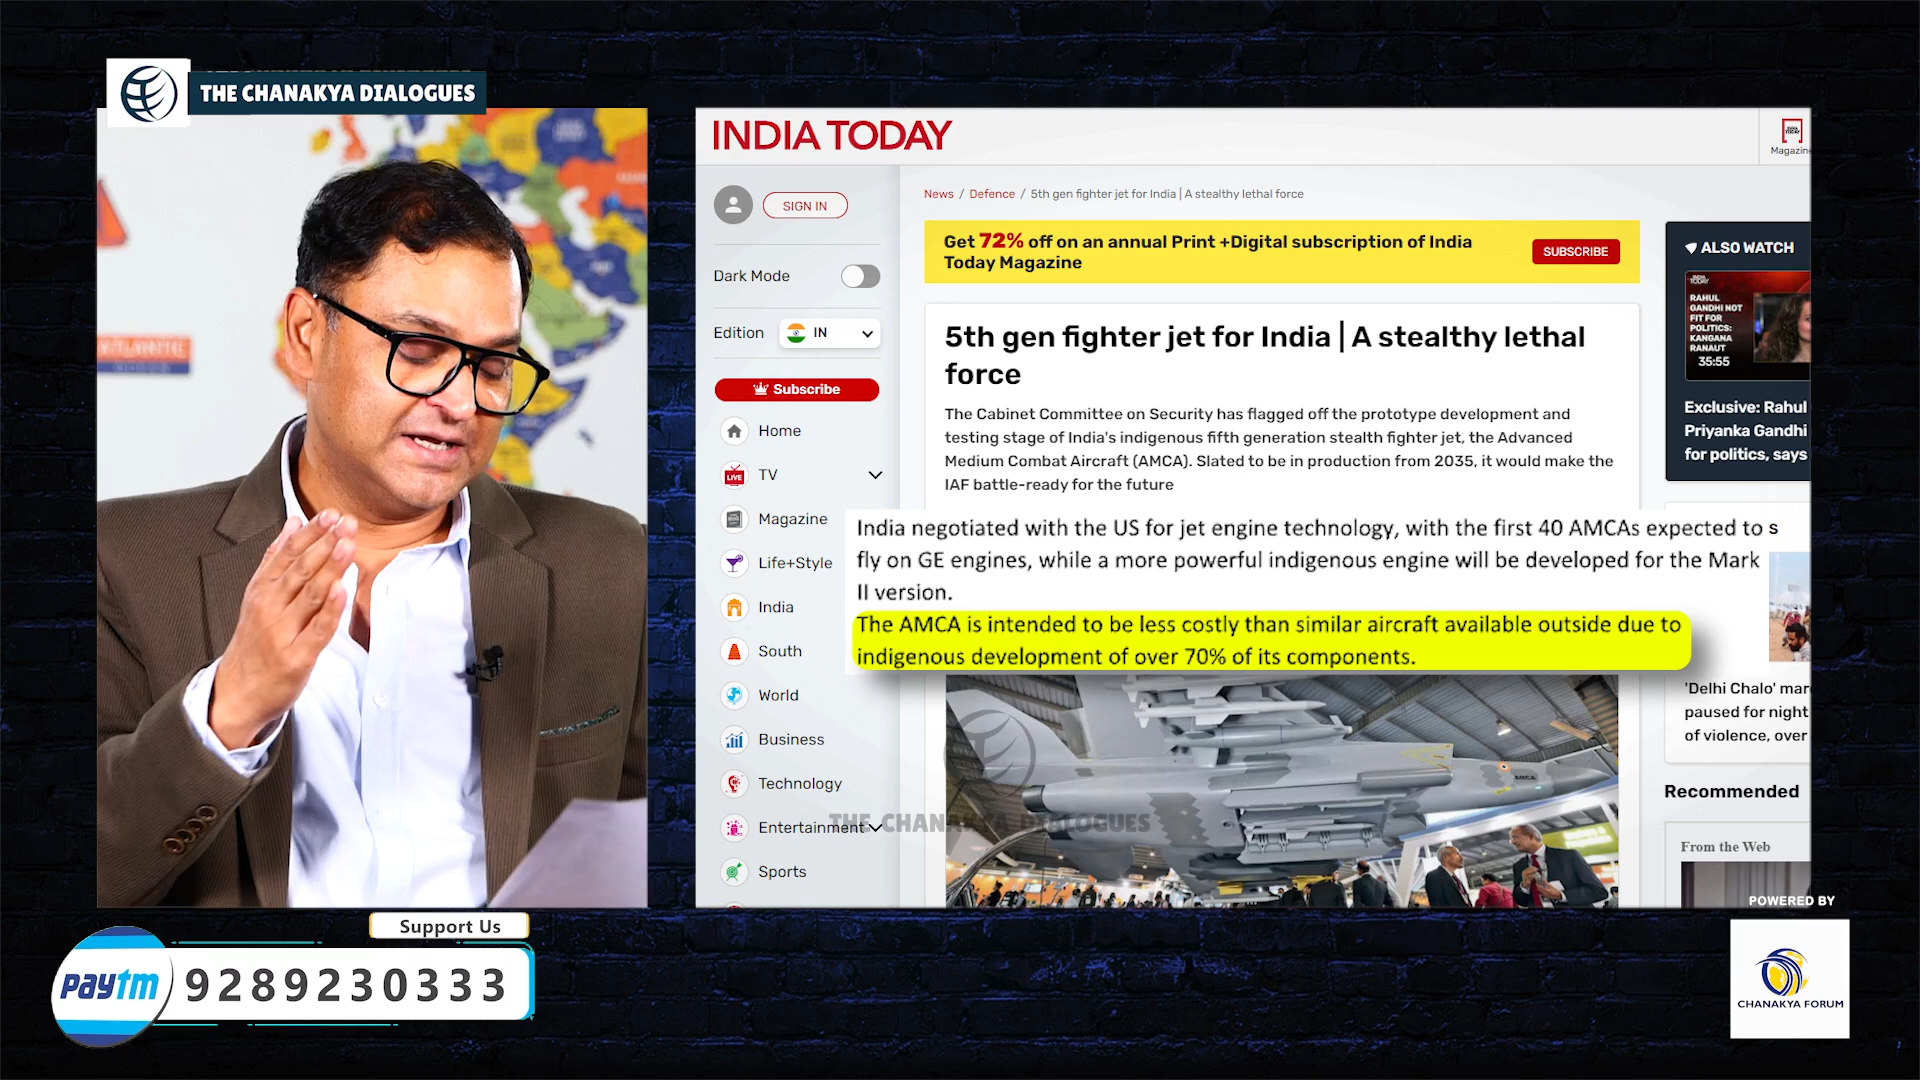 THE CHANAKYA DIALOGUES
ATLANTIC
INDIA TODAY
Magazin
SIGN IN
Dark Mode
Edition
IN
Subscribe
Home
LIVE
TV
Magazine
Life+Style
India
South
World
Business
Technology
Entertainment
Sports
News / Defence / 5th gen fighter jet for India | A stealthy lethal force
Get 72% off on an annual Print +Digital subscription of India
Today Magazine
SUBSCRIBE
5th gen fighter jet for India | A stealthy lethal
force
The Cabinet Committee on Security has flagged off the prototype development and
testing stage of India's indigenous fifth generation stealth fighter jet, the Advanced
Medium Combat Aircraft (AMCA). Slated to be in production from 2035, it would make the
IAF battle-ready for the future
India negotiated with the US for jet engine technology, with the first 40 AMCAs expected to
fly on GE engines, while a more powerful indigenous engine will be developed for the Mark
II version.
The AMCA is intended to be less costly than similar aircraft available outside due to
indigenous development of over 70% of its components.
AMCA
THE CHANAKYA DIALOGUES
ALSO WATCH
INDIA
TODAY
RAHUL
GANDHI NOT
FIT FOR
POLITICS:
KANGANA
RANAUT
35:55
Exclusive: Rahul
Priyanka Gandhi
for politics, says
s
'Delhi Chalo' mar
paused for night
of violence, over
Recommended
From the Web
POWERED BY
CHANAKYA FORUM
Support Us
paytm
9289230333